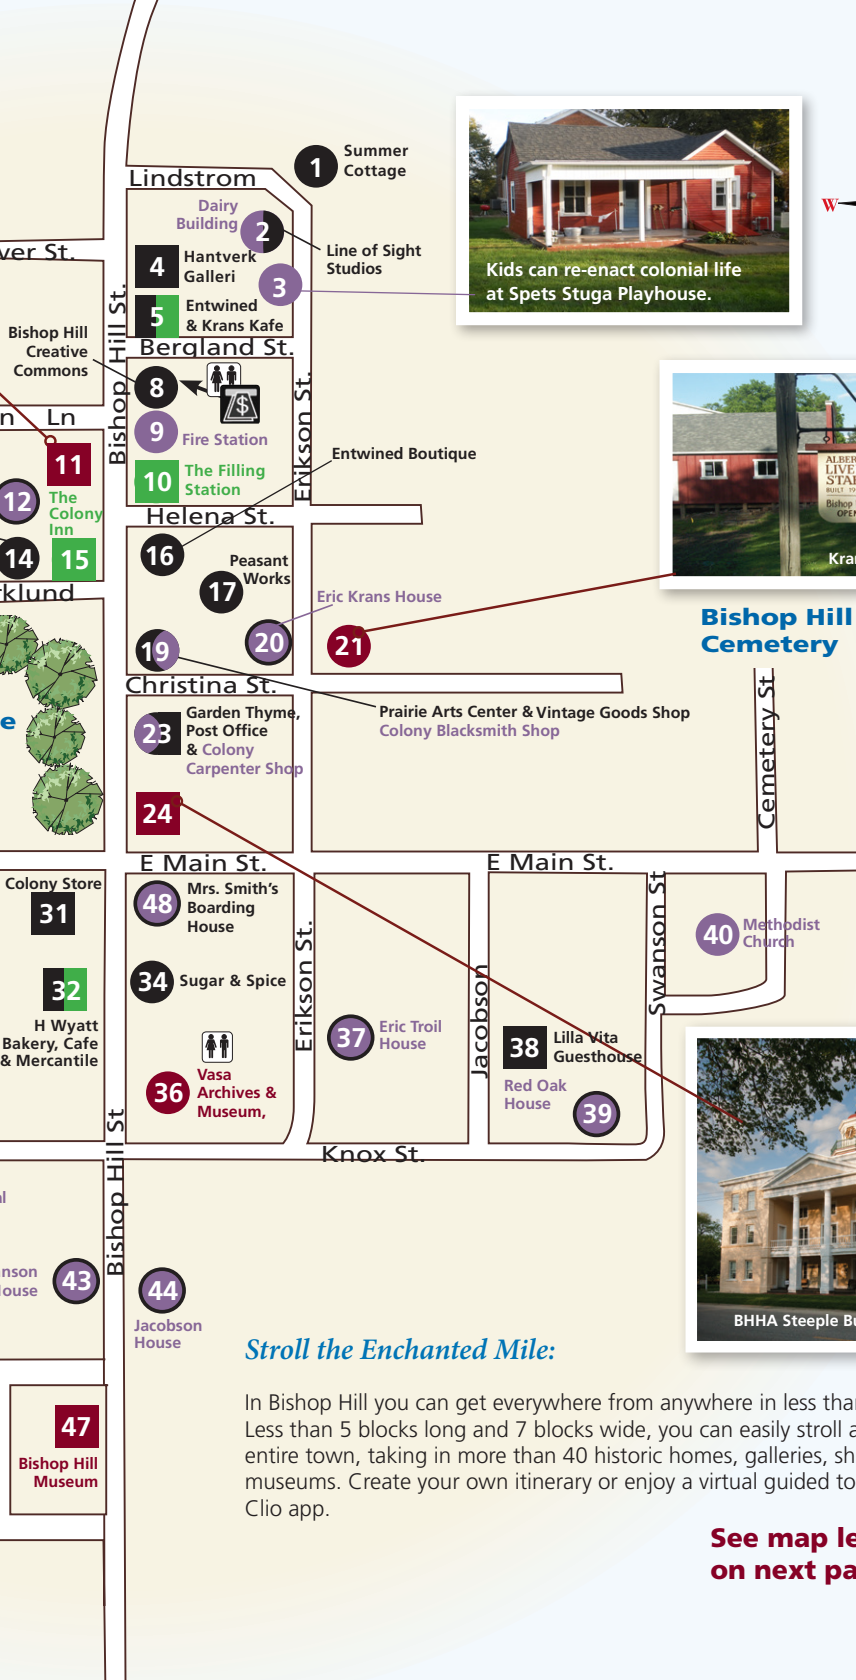 1
Summer
Cottage
Lindstrom
Dairy
Building
2
Line of Sight
Studios
4
Hantverk
Galleri
3
5
Entwined
& Krans Kafe
Kids can re-enact colonial life
at Spets Stuga Playhouse.
W
St.
Bishop Hill St.
Bergland St.
Bishop Hill
Creative
Commons
8
$
9
Fire Station
10
The Filling
Station
Erikson St.
Entwined Boutique
Ln
11
12
The
Colony
Inn
14
15
Helena St.
16
Peasant
Works
17
Eric Krans House
19
20
21
BUILT
OPEN
Bishop Hill
Cemetery
Christina St.
Prairie Arts Center & Vintage Goods Shop
Colony Blacksmith Shop
23
Garden Thyme,
Post Office
& Colony
Carpenter Shop
24
Cemetery St
E Main St.
E Main St.
Colony Store
31
32
H Wyatt
Bakery, Cafe
& Mercantile
48
Mrs. Smith's
Boarding
House
34
Sugar & Spice
36
Vasa
Archives &
Museum,
Erikson St.
37
Eric Troil
House
Jacobson
38
Lilla Vita
Guesthouse
Red Oak
House
39
Swanson St
40
Methodist
Church
Knox St.
Bishop Hill St
43
44
Jacobson
House
BHHA Steeple
47
Bishop Hill
Museum
Stroll the Enchanted Mile:
In Bishop Hill you can get everywhere from anywhere in less
Less than 5 blocks long and 7 blocks wide, you can easily stroll
entire town, taking in more than 40 historic homes, galleries,
museums. Create your own itinerary or enjoy a virtual guided
Clio app.
See map
on next